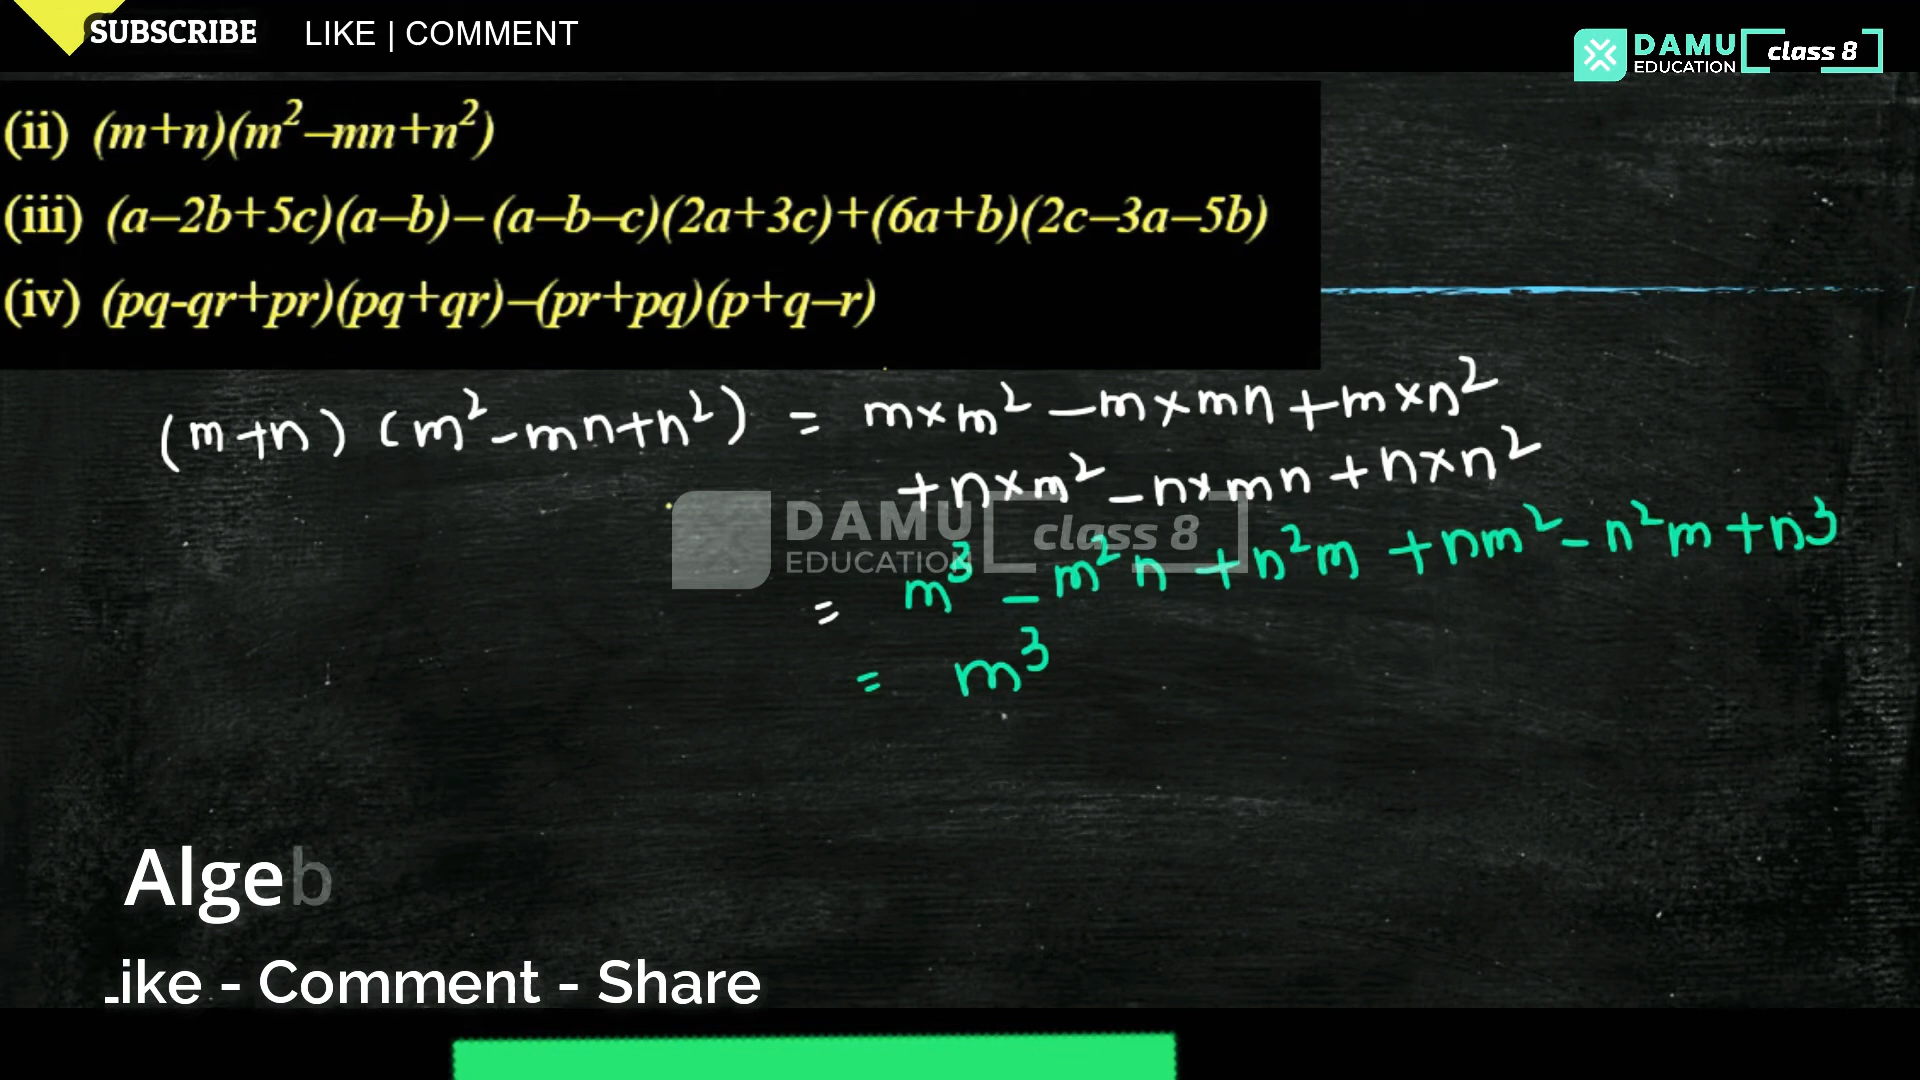 SUBSCRIBE LIKE | COMMENT
DAMU EDUCATION class 8
(ii) (m+n)(m²–mn+n²)
(iii) (a–2b+5c)(a–b)–(a–b–c)(2a+3c)+(6a+b)(2c–3a–5b)
(iv) (pq-qr+pr)(pq+qr)–(pr+pq)(p+q–r)
(m+n) (m²-mn+n²) = m×m² –m×mn +m×n²
+n×m² –n×mn +n×n²
DAMU EDUCATION class 8
= m³ – m²n +n²m +nm² – n²m +n³
= m³
Algeb
Like - Comment - Share